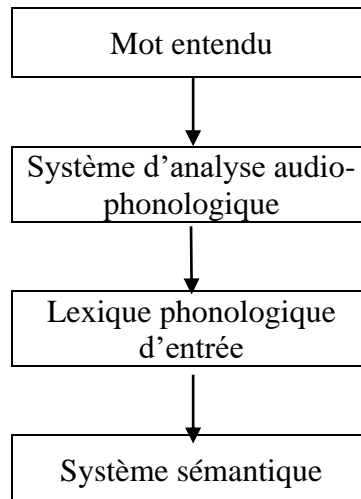 Mot entendu
Système d’analyse audio-
phonologique
Lexique phonologique
d’entrée
Système sémantique